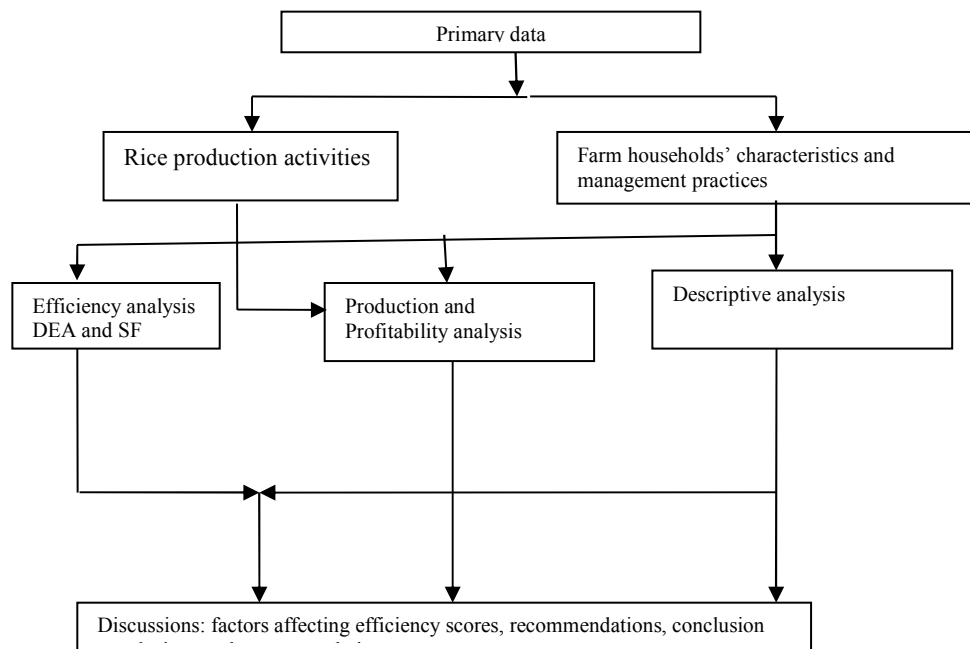 Primary data
Rice production activities
Farm households’ characteristics and
management practices
Efficiency analysis
DEA and SF
Production and
Profitability analysis
Descriptive analysis
Discussions: factors affecting efficiency scores, recommendations, conclusion